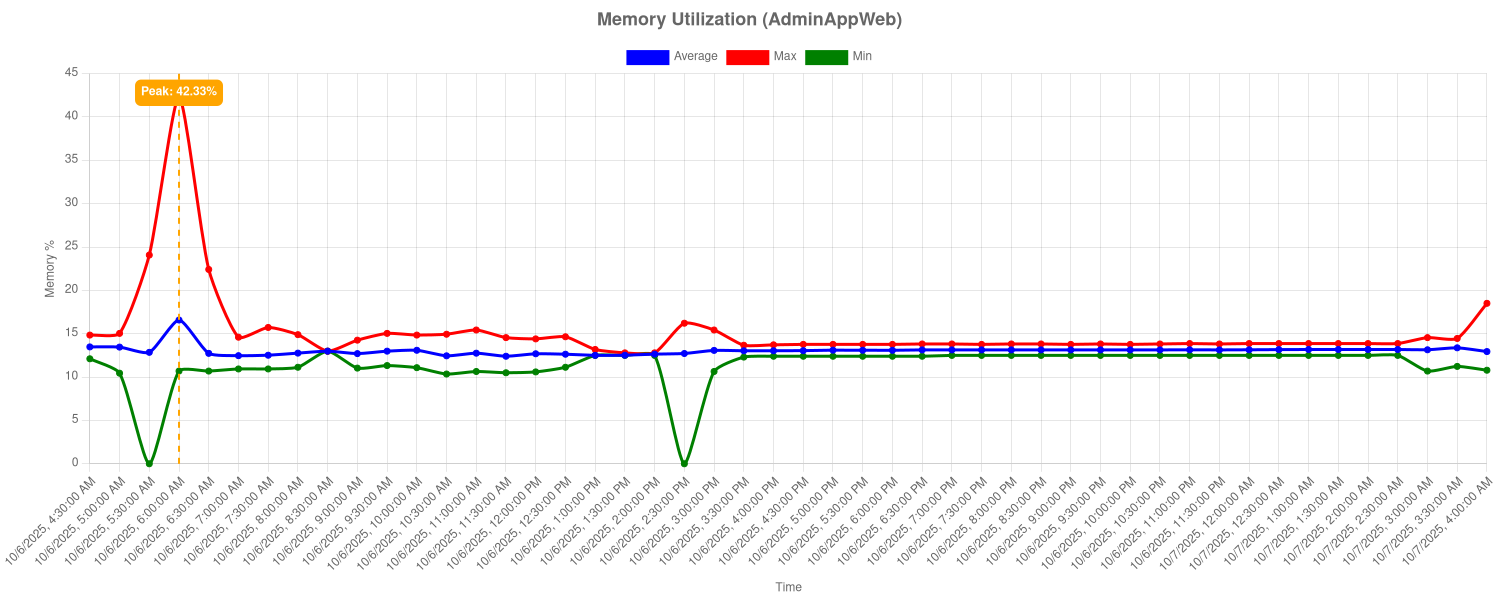 Memory Utilization (AdminAppWeb)
Average Max Min
45
Peak: 42.33%
40
35
30
25
Memory %
20
15
10
5
0
10/6/2025, 4:30:00 AM
10/6/2025, 5:00:00 AM
10/6/2025, 5:30:00 AM
10/6/2025, 6:00:00 AM
10/6/2025, 6:30:00 AM
10/6/2025, 7:00:00 AM
10/6/2025, 7:30:00 AM
10/6/2025, 8:00:00 AM
10/6/2025, 8:30:00 AM
10/6/2025, 9:00:00 AM
10/6/2025, 9:30:00 AM
10/6/2025, 10:00:00 AM
10/6/2025, 10:30:00 AM
10/6/2025, 11:00:00 AM
10/6/2025, 11:30:00 AM
10/6/2025, 12:00:00 PM
10/6/2025, 12:30:00 PM
10/6/2025, 1:00:00 PM
10/6/2025, 1:30:00 PM
10/6/2025, 2:00:00 PM
10/6/2025, 2:30:00 PM
10/6/2025, 3:00:00 PM
10/6/2025, 3:30:00 PM
10/6/2025, 4:00:00 PM
10/6/2025, 4:30:00 PM
10/6/2025, 5:00:00 PM
10/6/2025, 5:30:00 PM
10/6/2025, 6:00:00 PM
10/6/2025, 6:30:00 PM
10/6/2025, 7:00:00 PM
10/6/2025, 7:30:00 PM
10/6/2025, 8:00:00 PM
10/6/2025, 8:30:00 PM
10/6/2025, 9:00:00 PM
10/6/2025, 9:30:00 PM
10/6/2025, 10:00:00 PM
10/6/2025, 10:30:00 PM
10/6/2025, 11:00:00 PM
10/6/2025, 11:30:00 PM
10/7/2025, 12:00:00 AM
10/7/2025, 12:30:00 AM
10/7/2025, 1:00:00 AM
10/7/2025, 1:30:00 AM
10/7/2025, 2:00:00 AM
10/7/2025, 2:30:00 AM
10/7/2025, 3:00:00 AM
10/7/2025, 3:30:00 AM
10/7/2025, 4:00:00 AM
Time